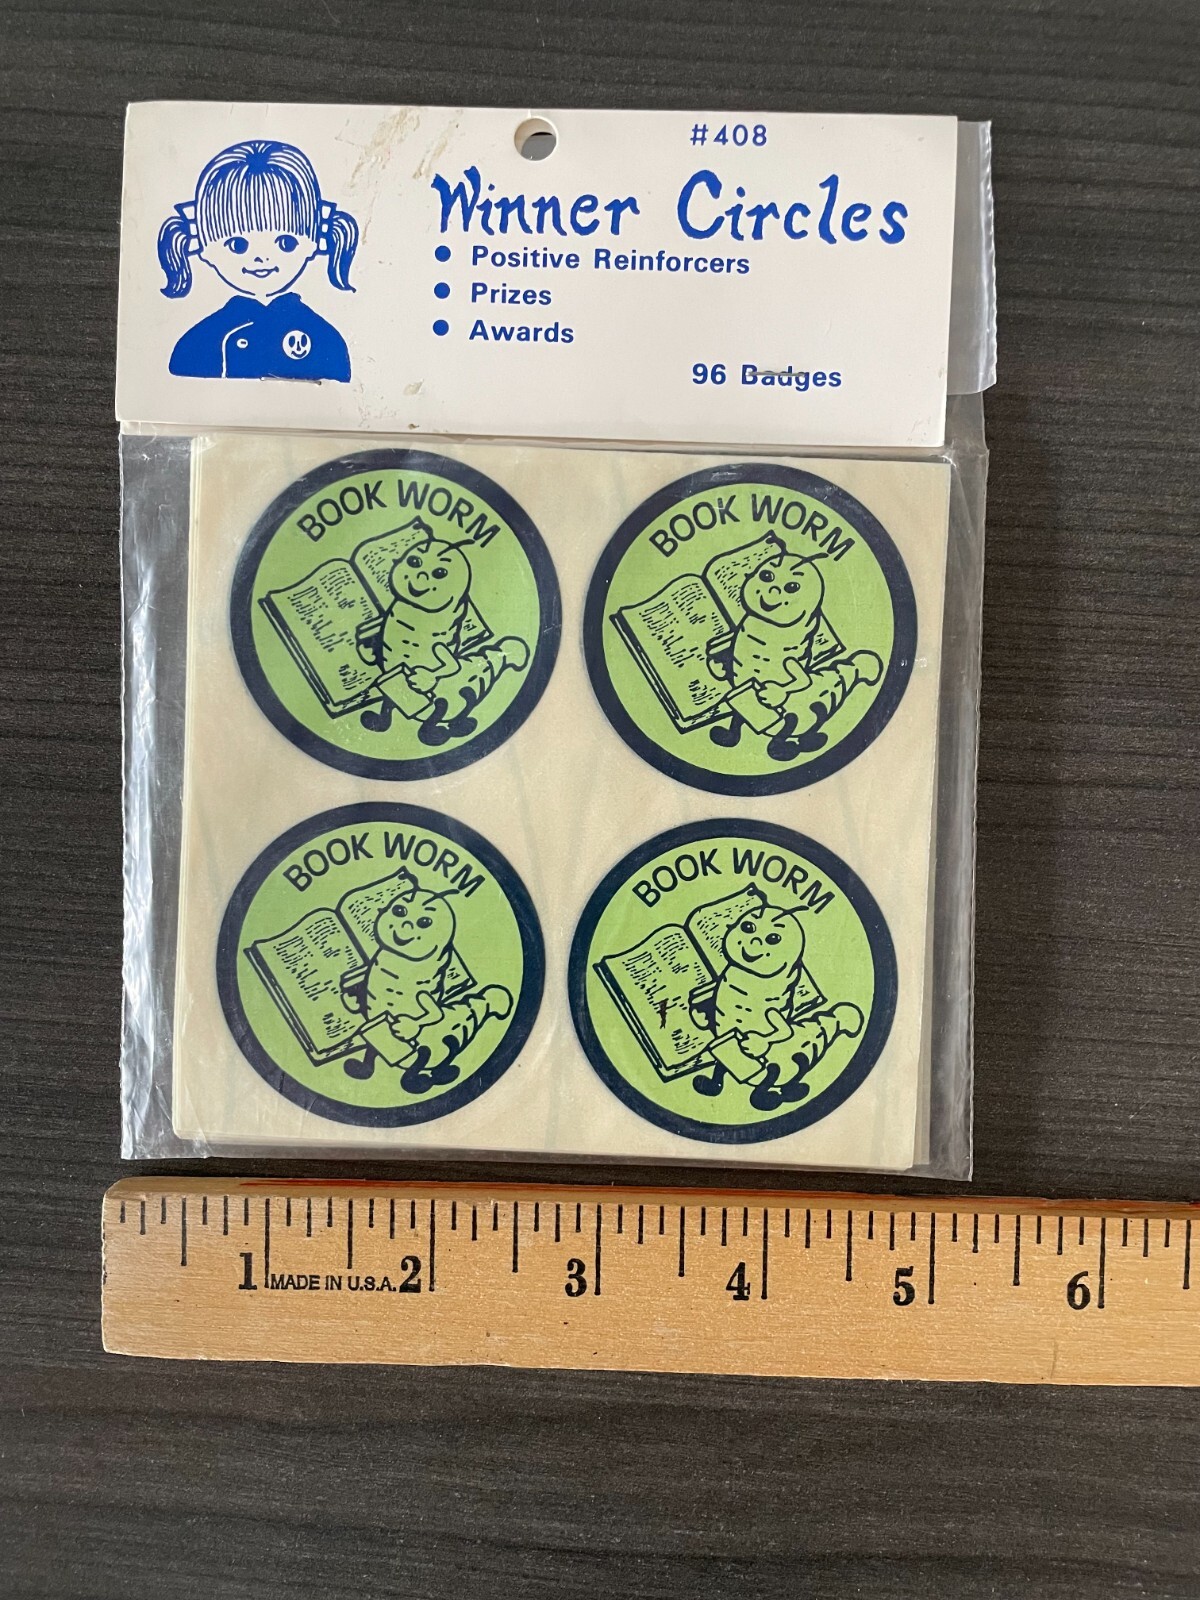 #408
Winner Circles
• Positive Reinforcers
• Prizes
• Awards
96 Badges
BOOK WORM
BOOK WORM
BOOK WORM
BOOK WORM
1 MADE IN U.S.A. 2 3 4 5 6